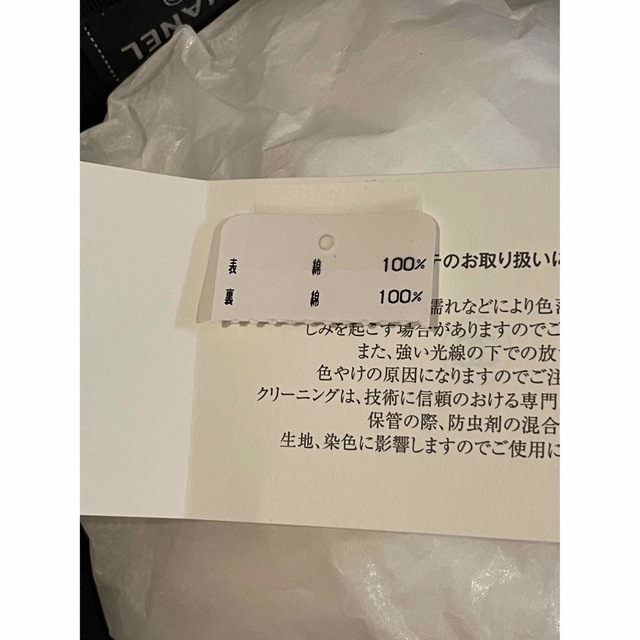 CHANEL
表 綿 100%
裏 綿 100%
のお取り扱いに
濡れなどにより色
しみを起こす場合がありますのでご
また、強い光線の下での放
色やけの原因になりますのでご注
クリーニングは、技術に信頼のおける専門
保管の際、防虫剤の混合
生地、染色に影響しますのでご使用に